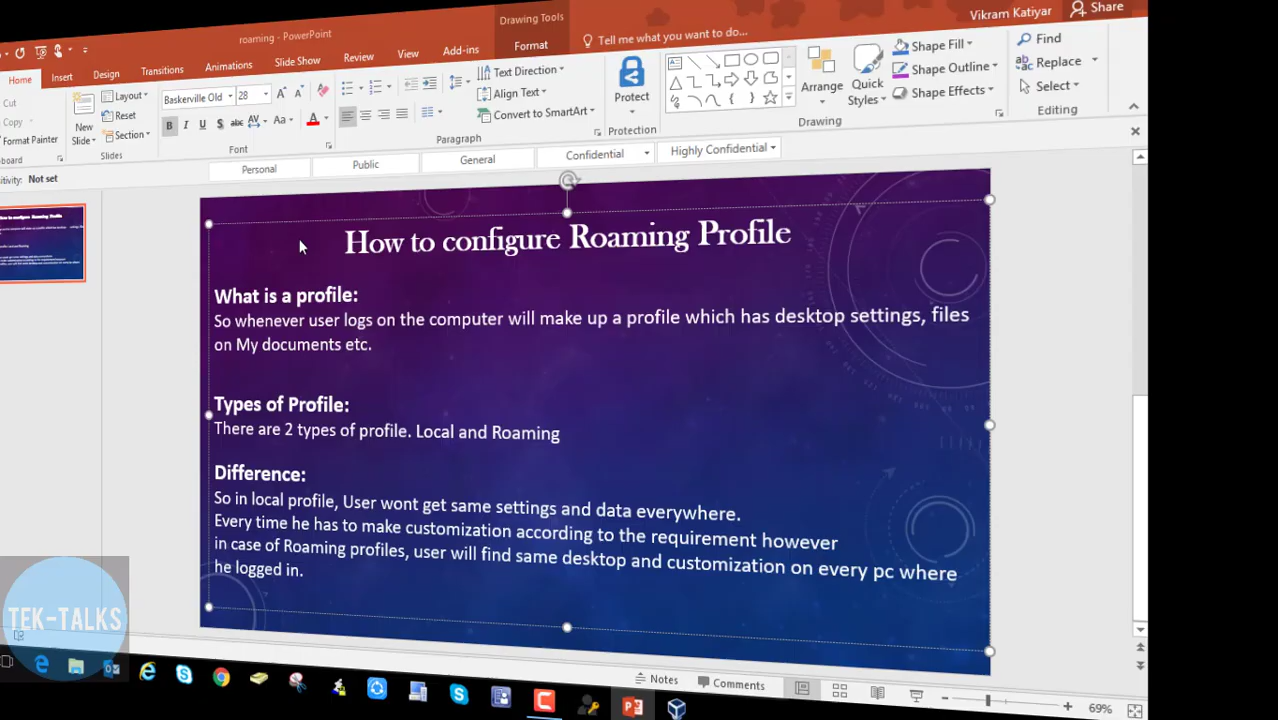 roaming - PowerPoint
Drawing Tools
Vikram Katiyar
Share
Home
Insert
Design
Transitions
Animations
Slide Show
Review
View
Add-ins
Format
Tell me what you want to do...
Cut
Copy
Format Painter
New
Slide
Layout
Reset
Section
Slides
Baskerville Old
28
B
I
U
S
abc
AV
Aa
A
Font
Text Direction
Align Text
Convert to SmartArt
Paragraph
Protect
Protection
Arrange
Quick
Styles
Shape Fill
Shape Outline
Shape Effects
Drawing
Find
Replace
Select
Editing
Not set
Personal
Public
General
Confidential
Highly Confidential
How to configure Roaming Profile
What is a profile:
So whenever user logs on the computer will make up a profile which has desktop settings, files
on My documents etc.
Types of Profile:
There are 2 types of profile. Local and Roaming
Difference:
So in local profile, User wont get same settings and data everywhere.
Every time he has to make customization according to the requirement however
in case of Roaming profiles, user will find same desktop and customization on every pc where
he logged in.
TEK-TALKS
Notes
Comments
69%